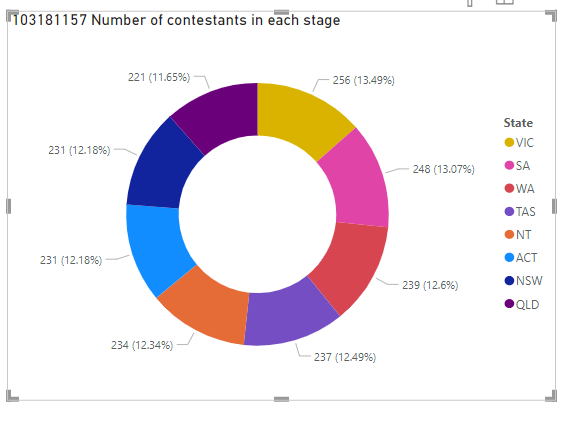 103181157 Number of contestants in each stage
221 (11.65%)
256 (13.49%)
231 (12.18%)
248 (13.07%)
231 (12.18%)
239 (12.6%)
234 (12.34%)
237 (12.49%)
State
VIC
SA
WA
TAS
NT
ACT
NSW
QLD